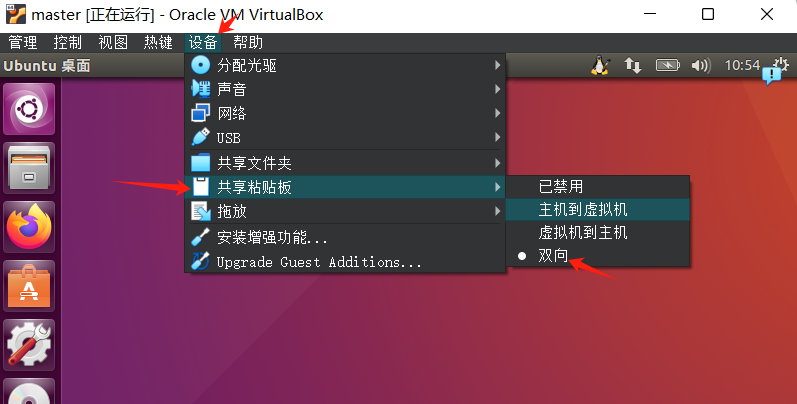 master [正在运行] - Oracle VM VirtualBox
管理 控制 视图 热键 设备 帮助
Ubuntu 桌面
10:54
分配光驱
声音
网络
USB
共享文件夹
共享粘贴板
已禁用
主机到虚拟机
拖放
虚拟机到主机
安装增强功能...
双向
Upgrade Guest Additions...